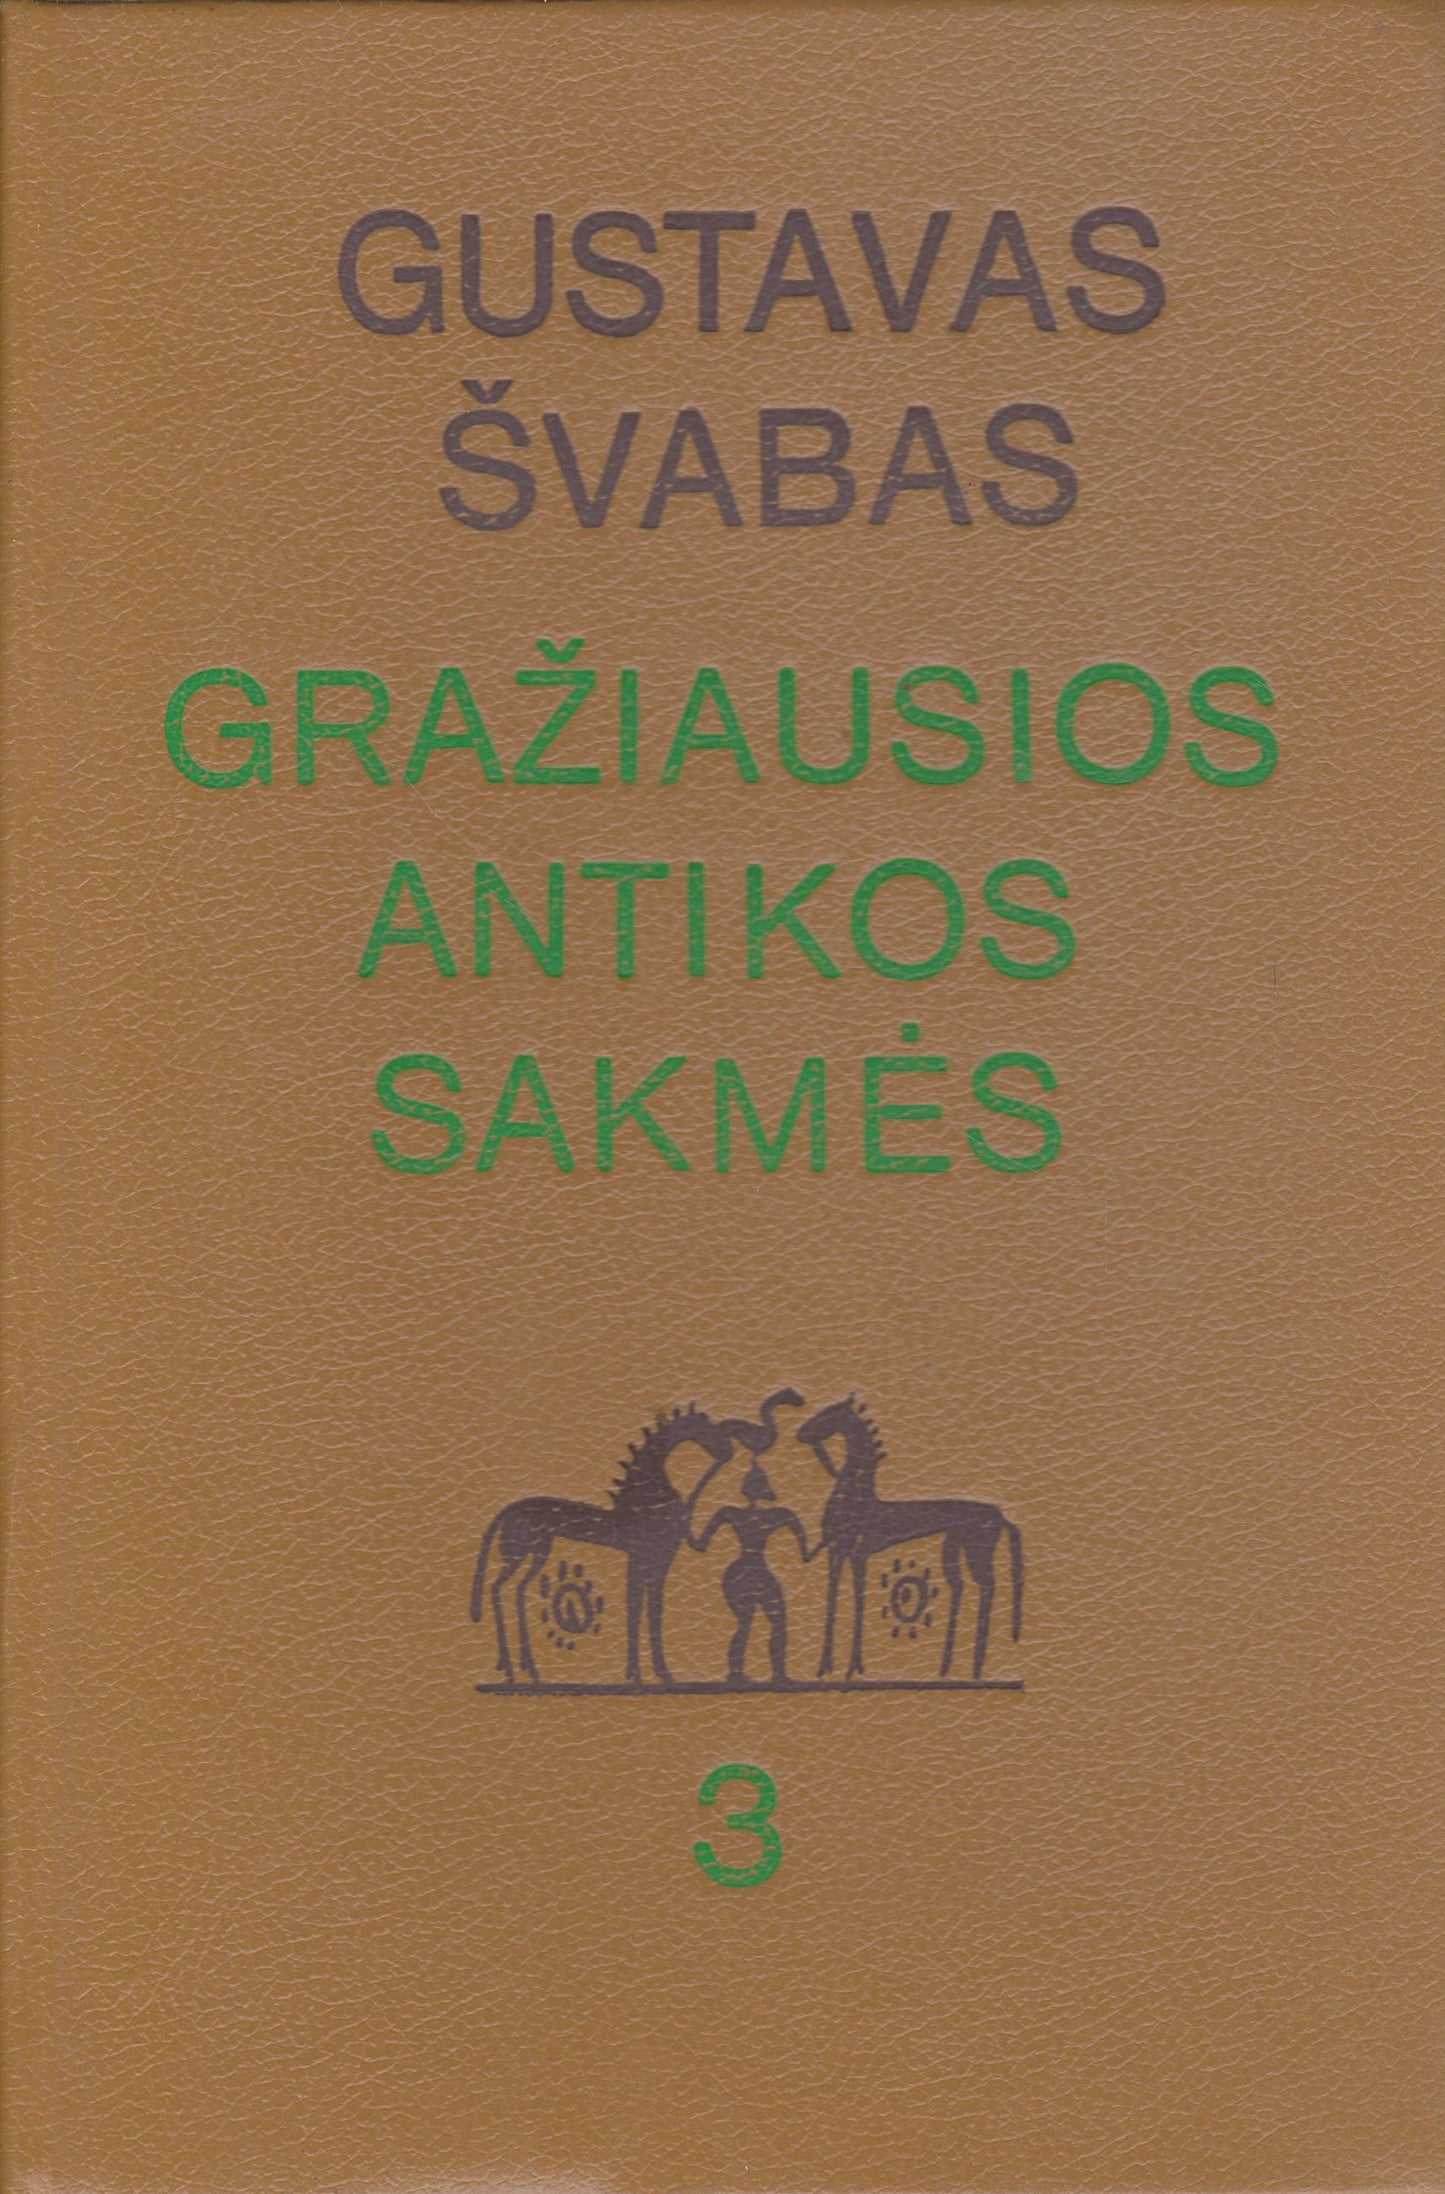 GUSTAVAS
ŠVABAS
GRAŽIAUSIOS
ANTIKOS
SAKMĖS
3